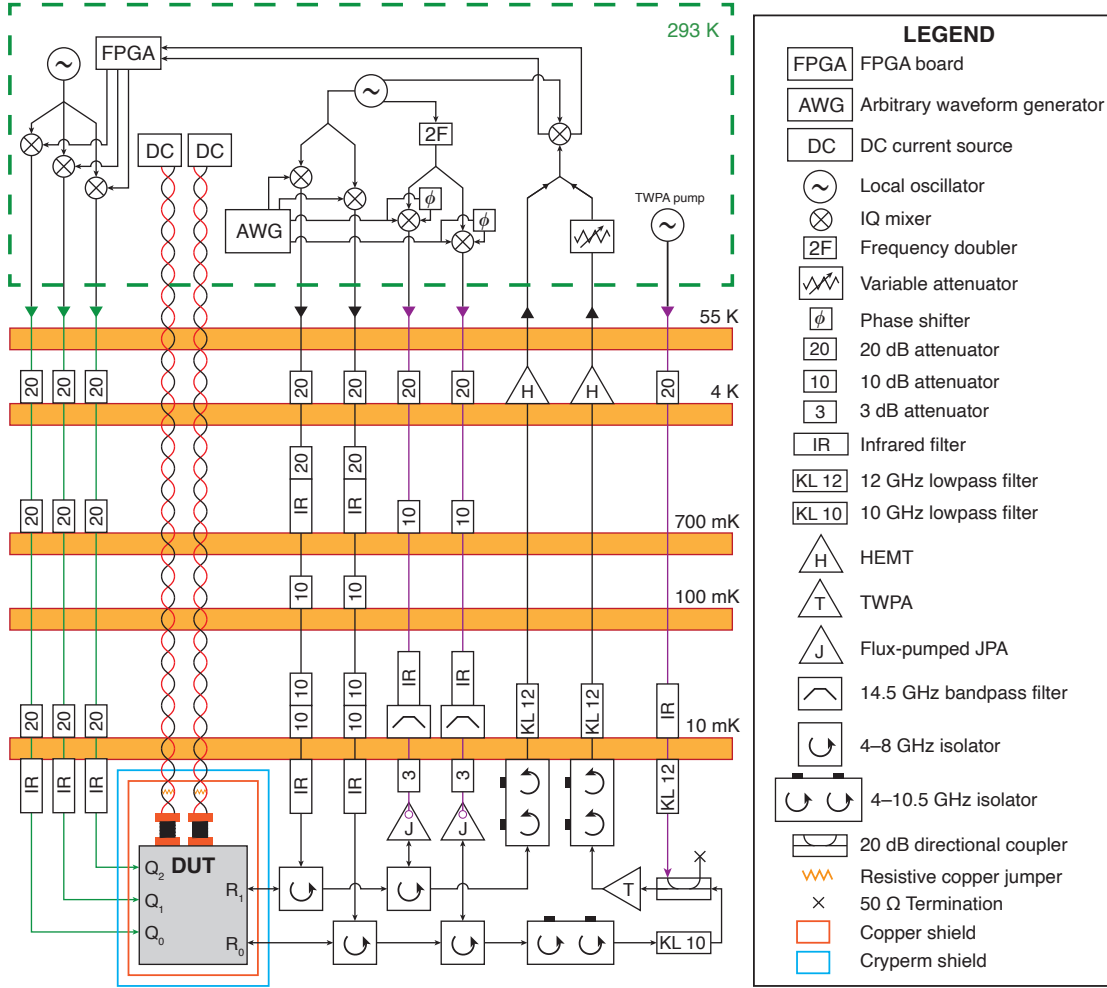 293 K
FPGA
DC DC
2F
ϕ
ϕ
AWG
TWPA pump
55 K
20 20 20 20 20 20 20 H H 20
4 K
20 20
IR IR
20 20 20 10 10
700 mK
10 10
100 mK
IR IR
10 10 KL 12 KL 12 IR
20 20 20 10 10
10 mK
IR IR IR IR IR 3 3 KL 12
J J
DUT
Q2
R1
T
Q1
Q0
R0
KL 10
LEGEND
FPGA FPGA board
AWG Arbitrary waveform generator
DC DC current source
Local oscillator
IQ mixer
2F Frequency doubler
Variable attenuator
ϕ Phase shifter
20 20 dB attenuator
10 10 dB attenuator
3 3 dB attenuator
IR Infrared filter
KL 12 12 GHz lowpass filter
KL 10 10 GHz lowpass filter
H HEMT
T TWPA
J Flux-pumped JPA
14.5 GHz bandpass filter
4–8 GHz isolator
4–10.5 GHz isolator
20 dB directional coupler
Resistive copper jumper
50 Ω Termination
Copper shield
Cryperm shield